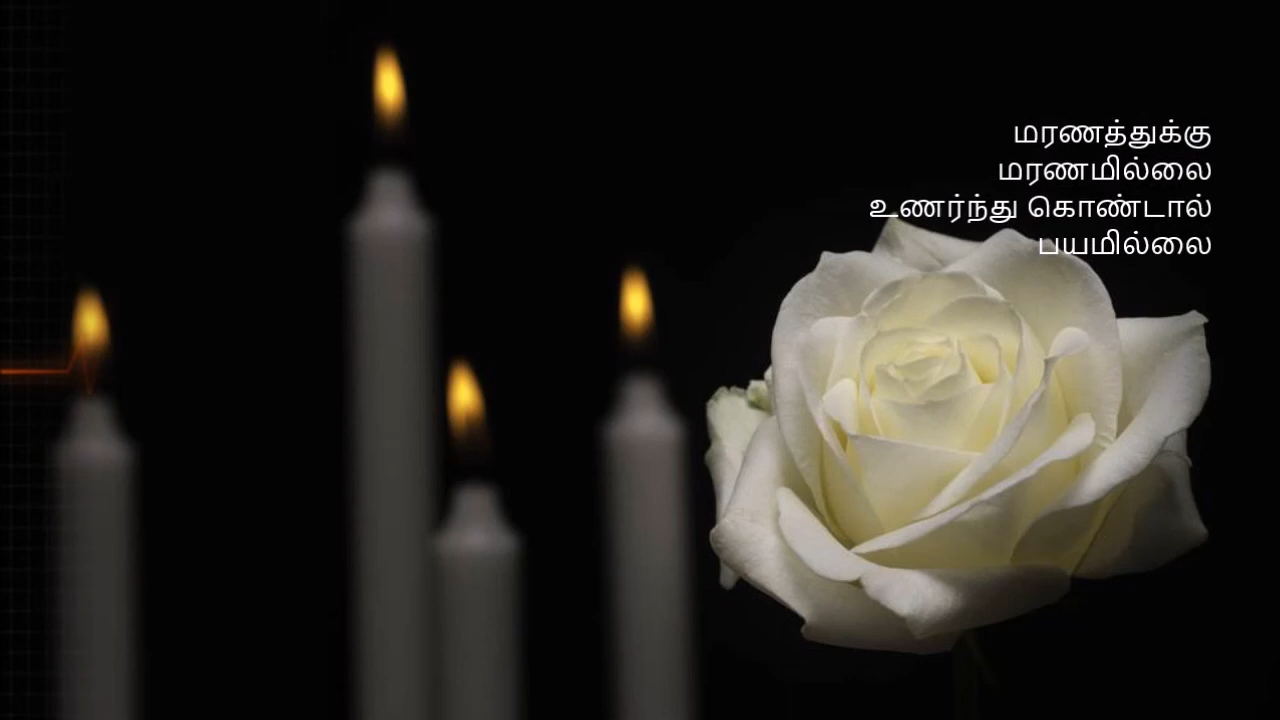 மரணத்துக்கு
மரணமில்லை
உணர்ந்து கொண்டால்
பயமில்லை